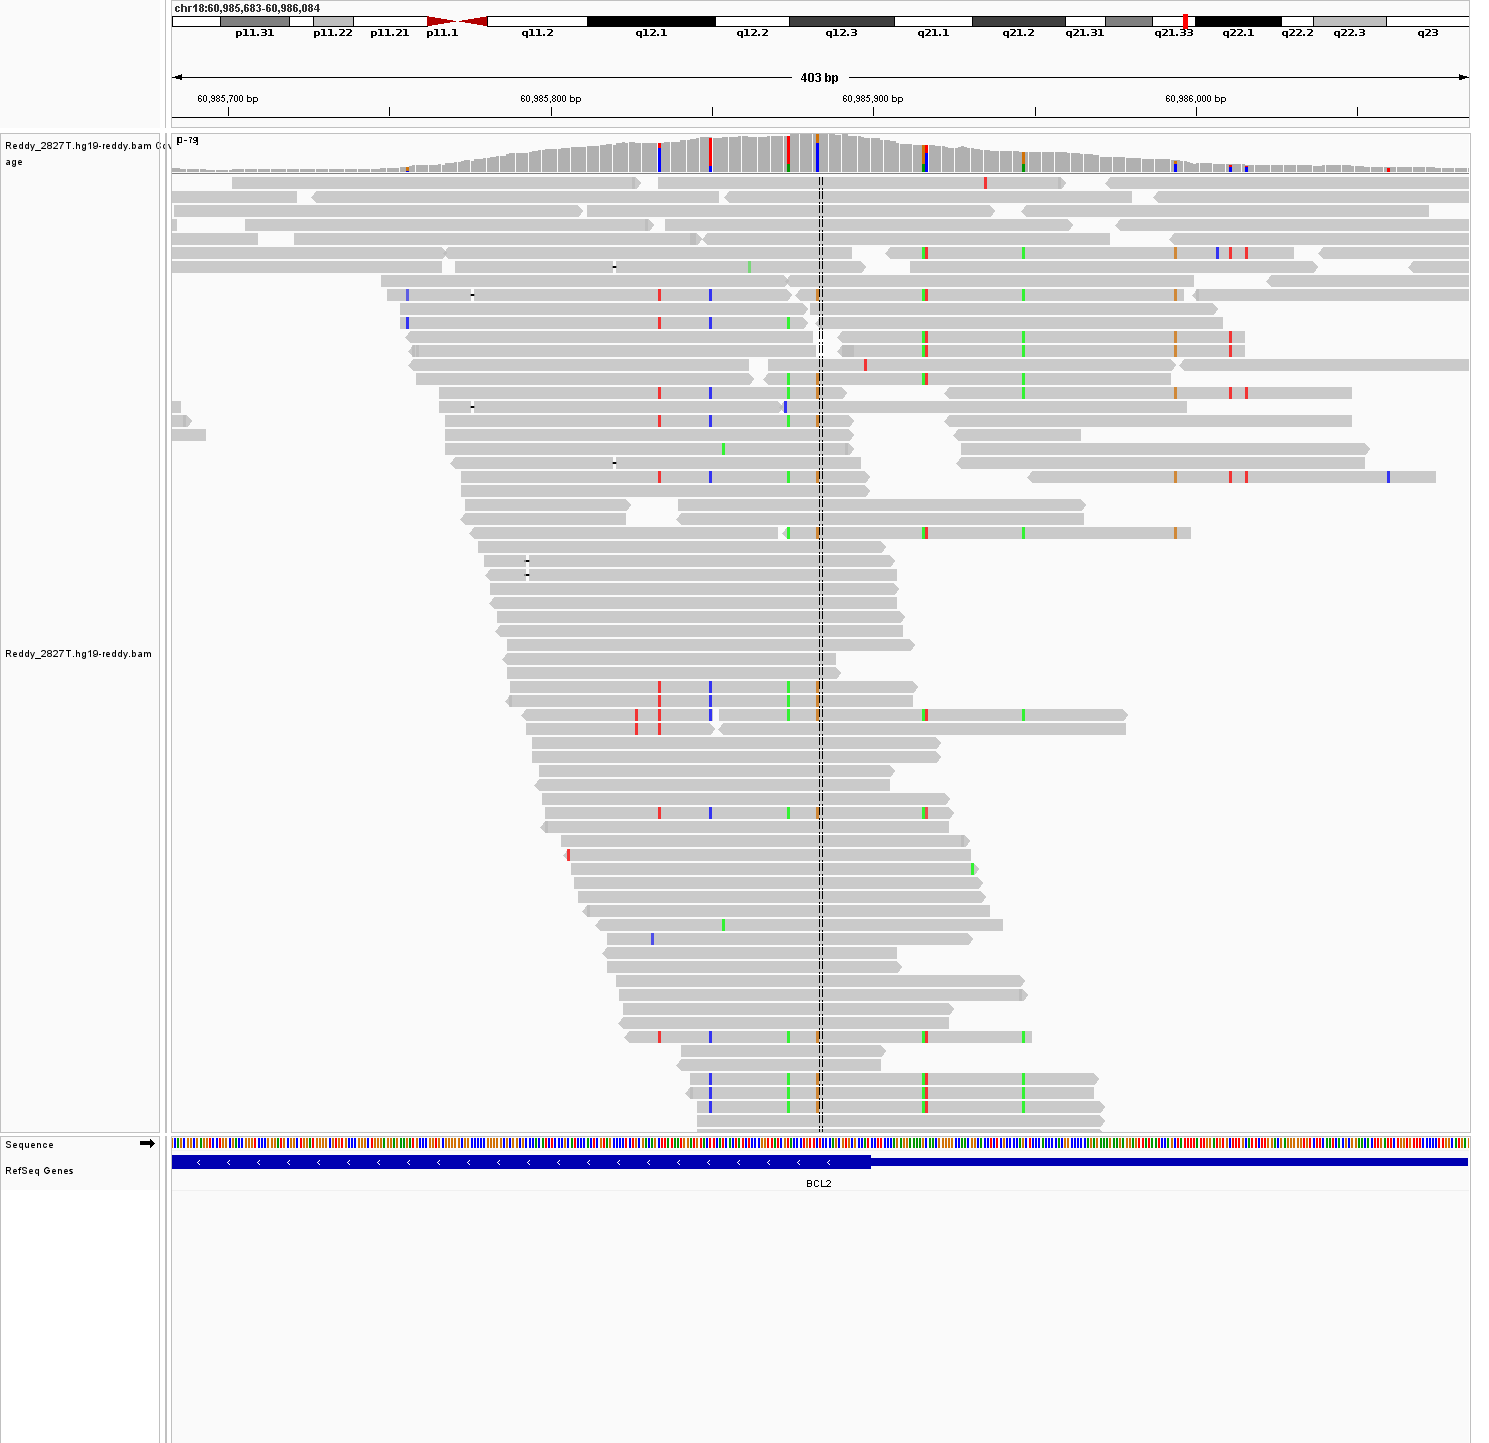 chr18:60,985,683-60,986,084
p11.31 p11.22 p11.21 p11.1 q11.2 q12.1 q12.2 q12.3 q21.1 q21.2 q21.31 q21.33 q22.1 q22.2 q22.3 q23
403 bp
60,985,700 bp 60,985,800 bp 60,985,900 bp 60,986,000 bp
Reddy_2827T.hg19-reddy.bam Cov
age
[0-79]
Reddy_2827T.hg19-reddy.bam
Sequence
RefSeq Genes
BCL2